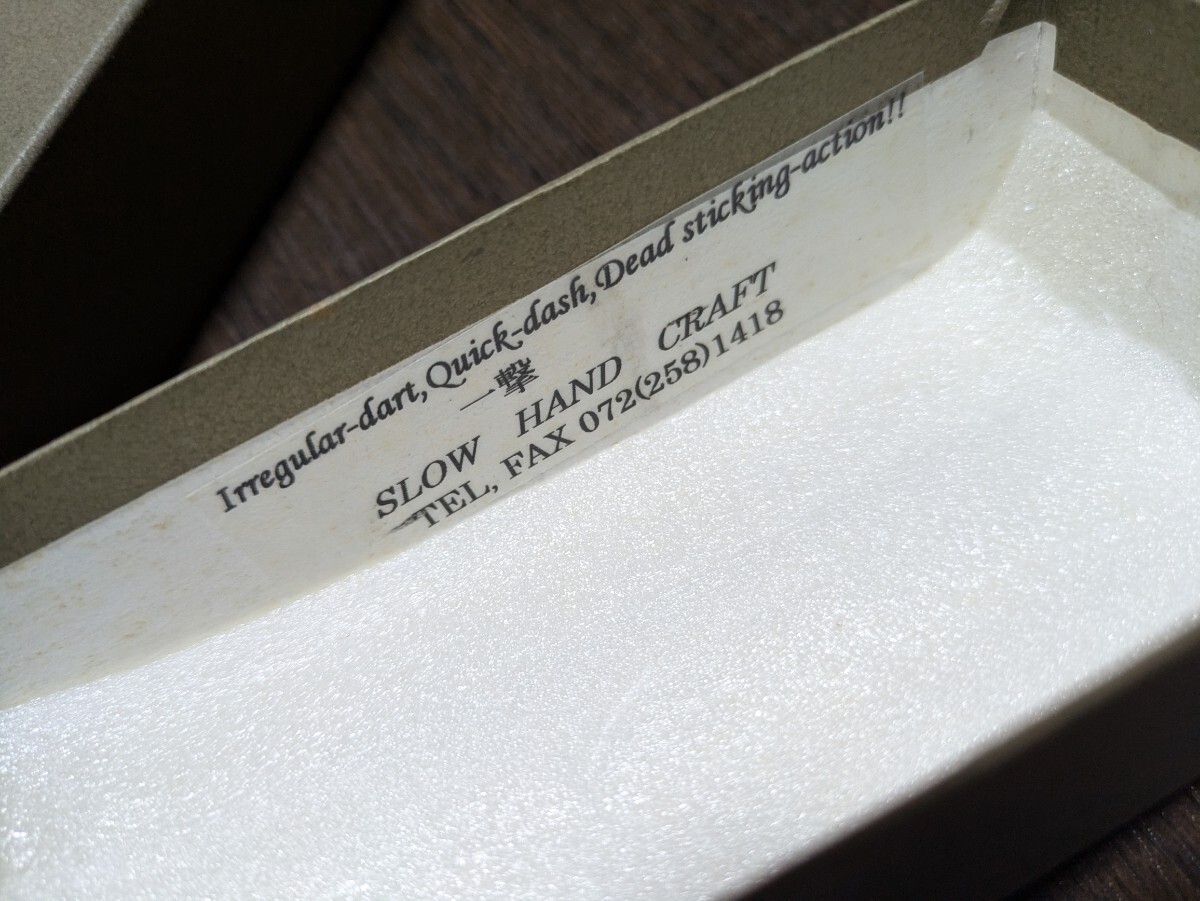 Irregular-dart,Quick-dash,Dead sticking-action!!
一撃
SLOW HAND CRAFT
TEL, FAX 072(258)1418